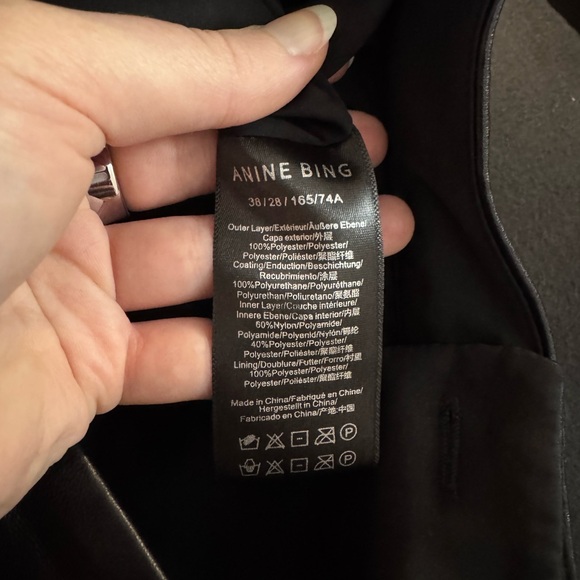 ANINE BING
38/28/165/74A
Outer Layer/Extérieur/Äußere Ebene/
Capa exterior/外层
100%Polyester/Polyester/
Polyester/Poliéster/聚酯纤维
Coating/Enduction/Beschichtung/
Recubrimiento/涂层
100%Polyurethane/Polyuréthane/
Polyurethan/Poliuretano/聚氨酯
Inner Layer/Couche intérieure/
Innere Ebene/Capa interior/内层
60%Nylon/Polyamide/
Polyamide/Polyenid/Nylón/锦纶
40%Polyester/Polyester/
Polyester/Poliéster/聚酯纤维
Lining/Doublure/Futter/Forro/衬里
100%Polyester/Polyester/
Polyester/Poliéster/聚酯纤维
Made in China/Fabriqué en Chine/
Hergestellt in China/
Fabricado en China/产地:中国
P
P